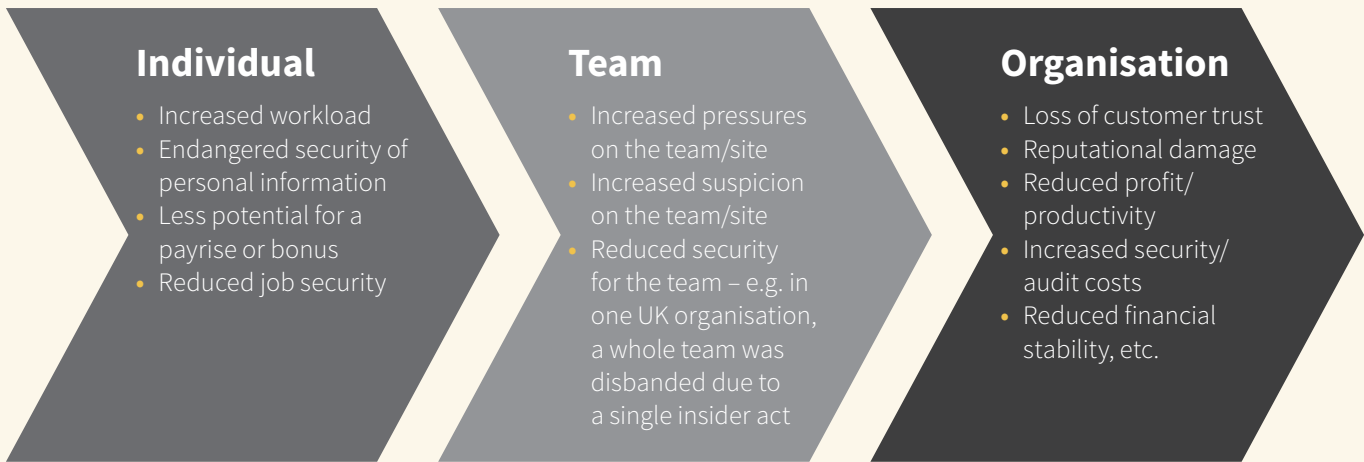 Individual
• Increased workload
• Endangered security of
personal information
• Less potential for a
payrise or bonus
• Reduced job security
Team
• Increased pressures
on the team/site
• Increased suspicion
on the team/site
• Reduced security
for the team – e.g. in
one UK organisation,
a whole team was
disbanded due to
a single insider act
Organisation
• Loss of customer trust
• Reputational damage
• Reduced profit/
productivity
• Increased security/
audit costs
• Reduced financial
stability, etc.